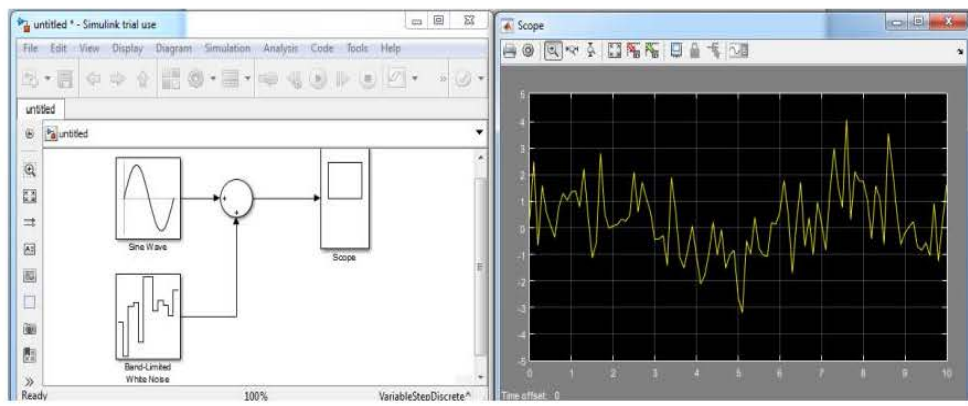 untitled * - Simulink trial use
File Edit View Display Diagram Simulation Analysis Code Tools Help
untitled
untitled
Sine Wave
Scope
Band-Limited
White Noise
Ready 100% VariableStepDiscrete^
Scope
5
4
3
2
1
0
-1
-2
-3
-4
-5
0 1 2 3 4 5 6 7 8 9 10
Time offset: 0